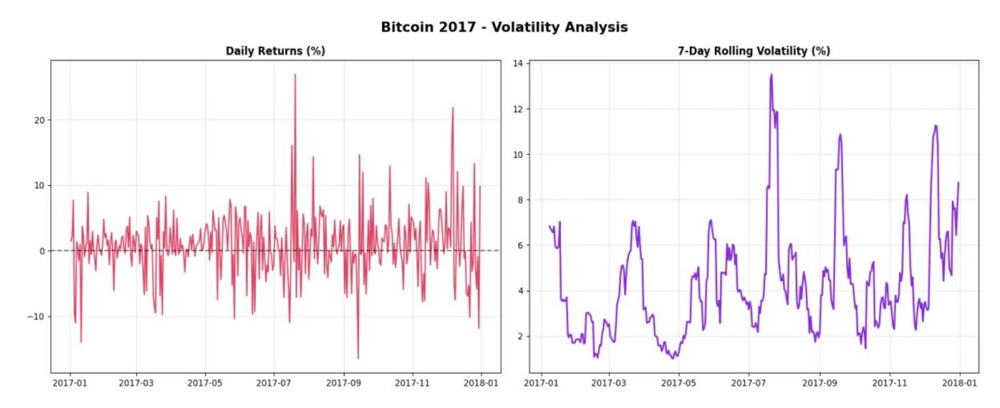 Bitcoin 2017 - Volatility Analysis
Daily Returns (%)
20
10
0
−10
2017-01 2017-03 2017-05 2017-07 2017-09 2017-11 2018-01
7-Day Rolling Volatility (%)
14
12
10
8
6
4
2
2017-01 2017-03 2017-05 2017-07 2017-09 2017-11 2018-01